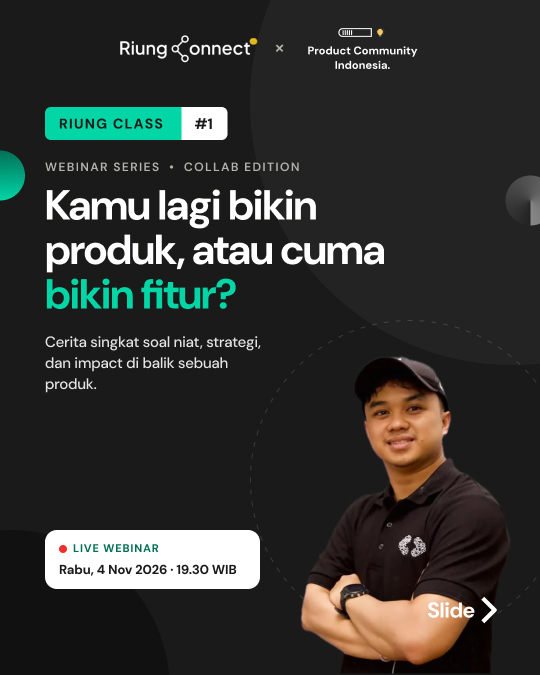 Riung Connect
×
Product Community
Indonesia.
RIUNG CLASS #1
WEBINAR SERIES • COLLAB EDITION
Kamu lagi bikin
produk, atau cuma
bikin fitur?
Cerita singkat soal niat, strategi,
dan impact di balik sebuah
produk.
LIVE WEBINAR
Rabu, 4 Nov 2026 · 19.30 WIB
Slide